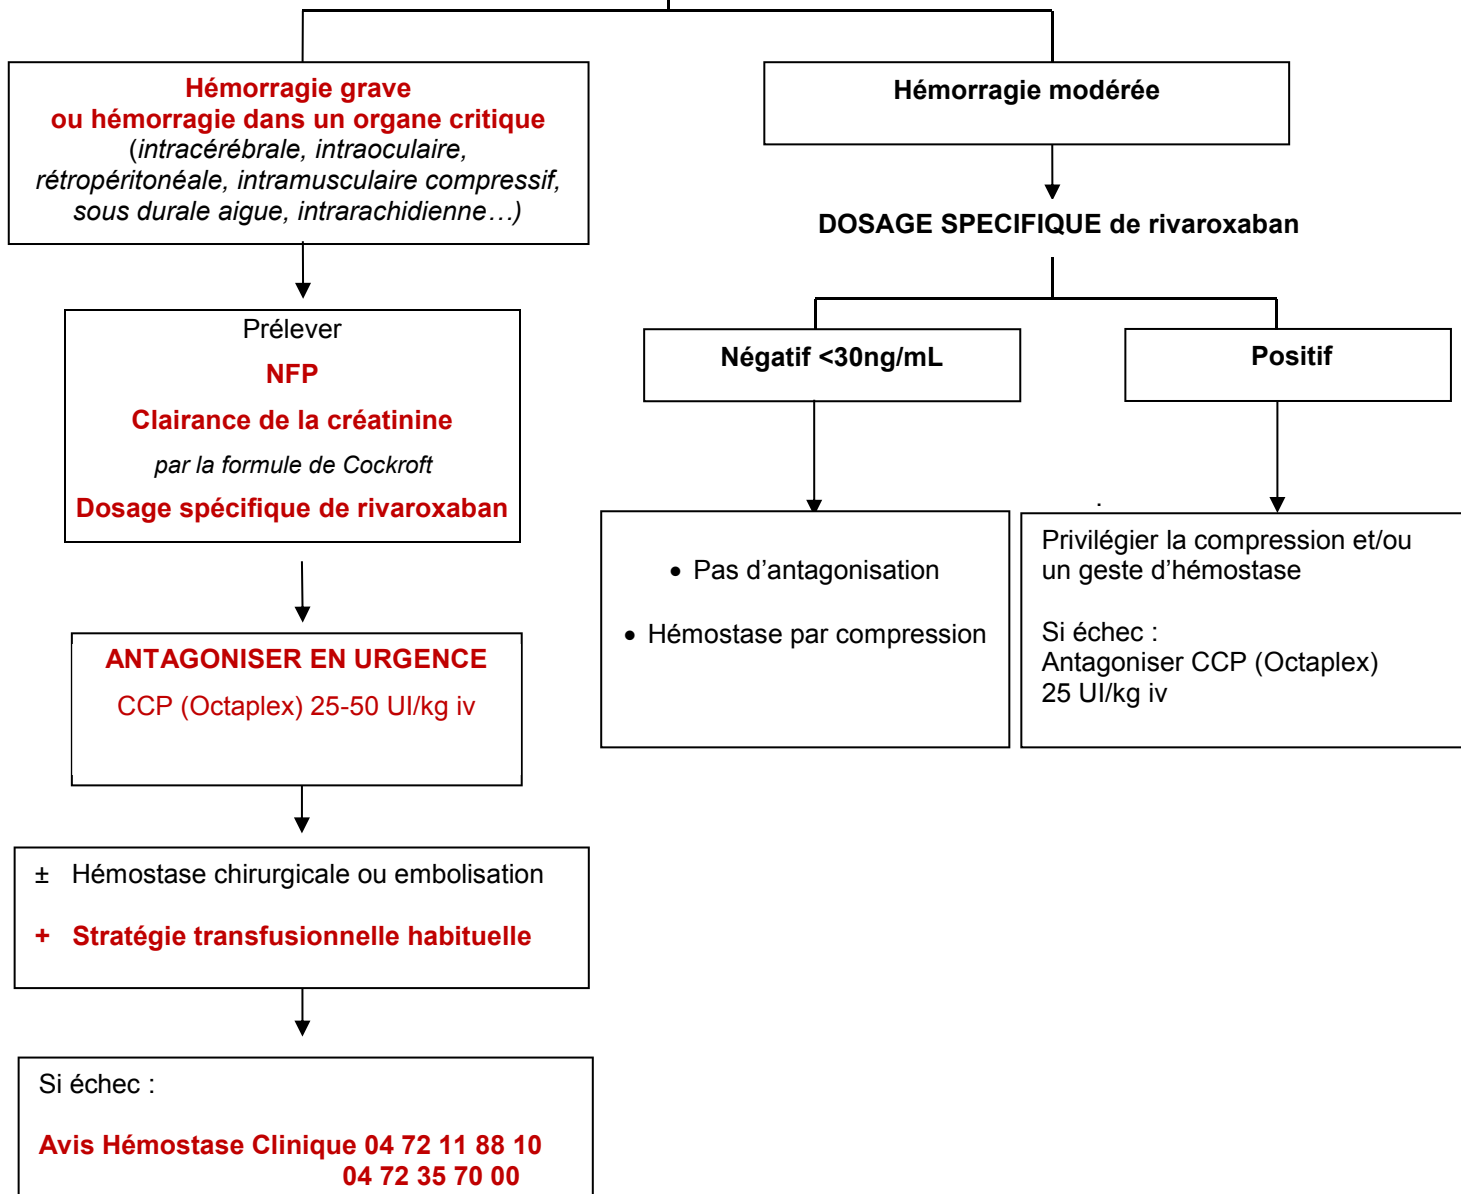 Hémorragie grave
ou hémorragie dans un organe critique
(intracérébrale, intraoculaire,
rétropéritonéale, intramusculaire compressif,
sous durale aigue, intrarachidienne…)
Prélever
NFP
Clairance de la créatinine
par la formule de Cockroft
Dosage spécifique de rivaroxaban
ANTAGONISER EN URGENCE
CCP (Octaplex) 25-50 UI/kg iv
± Hémostase chirurgicale ou embolisation
+ Stratégie transfusionnelle habituelle
Si échec :
Avis Hémostase Clinique 04 72 11 88 10
04 72 35 70 00
Hémorragie modérée
DOSAGE SPECIFIQUE de rivaroxaban
Négatif <30ng/mL
• Pas d’antagonisation
• Hémostase par compression
Positif
.
Privilégier la compression et/ou
un geste d’hémostase
Si échec :
Antagoniser CCP (Octaplex)
25 UI/kg iv